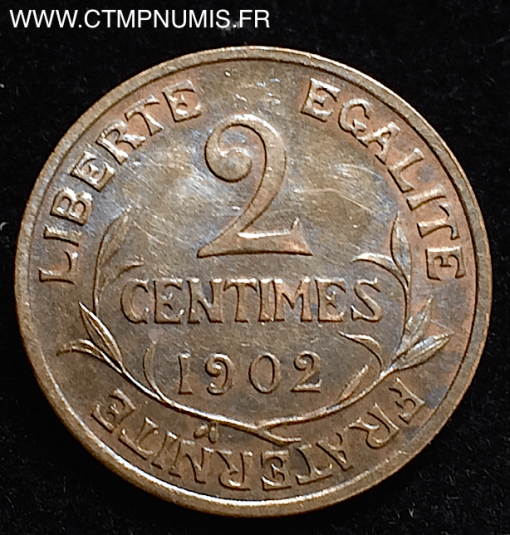 WWW.CTMPNUMIS.FR
LIBERTE EGALITE
2
CENTIMES
1902
FRATERNITE